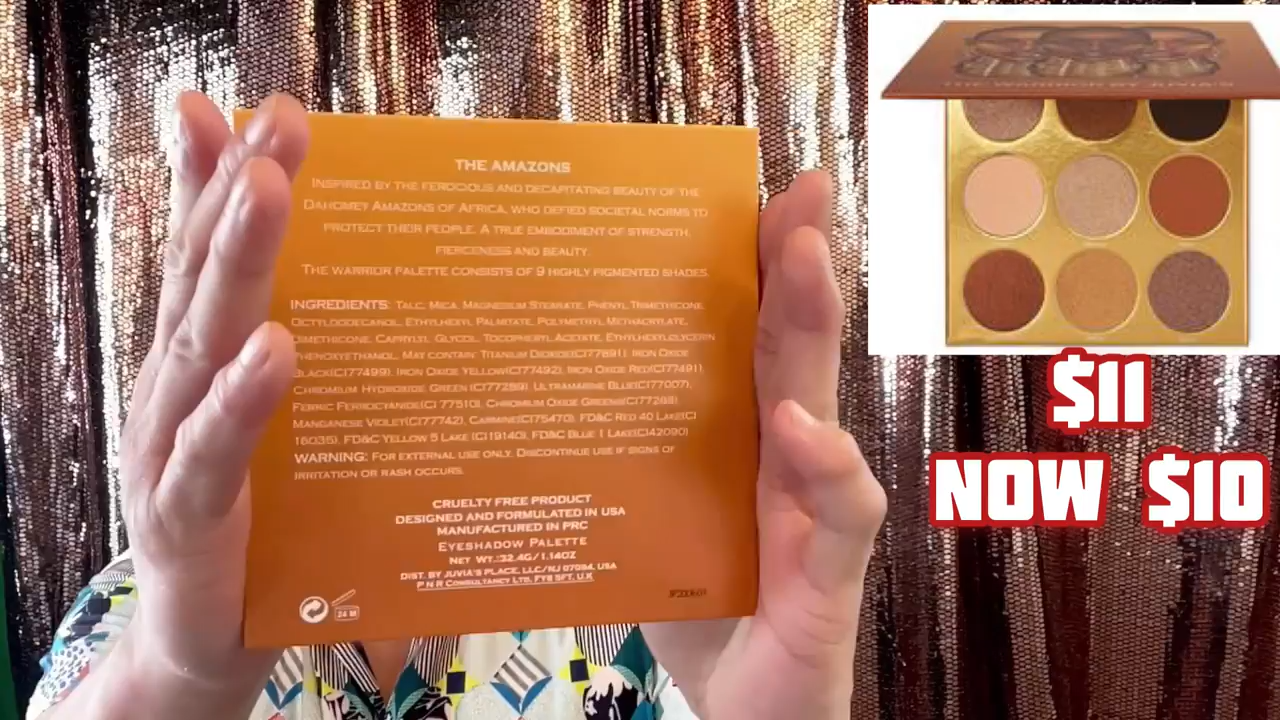 THE AMAZONS
INSPIRED BY THE FEROCIOUS AND DECAPITATING BEAUTY OF THE
DAHOMEY AMAZONS OF AFRICA, WHO DEFIED SOCIETAL NORMS TO
PROTECT THEIR PEOPLE. A TRUE EMBODIMENT OF STRENGTH,
FIERCENESS AND BEAUTY.
THE WARRIOR PALETTE CONSISTS OF 9 HIGHLY PIGMENTED SHADES.
INGREDIENTS: TALC, MICA, MAGNESIUM STEARATE, PHENYL TRIMETHICONE,
OCTYLDODECANOL, ETHYLHEXYL PALMITATE, POLYMETHYL METHACRYLATE,
DIMETHICONE, CAPRYLYL GLYCOL, TOCOPHERYL ACETATE, ETHYLHEXYLGLYCERIN
PHENOXYETHANOL, MAY CONTAIN: TITANIUM DIOXIDE(CI77891), IRON OXIDE
BLACK(CI77499), IRON OXIDE YELLOW(CI77492), IRON OXIDE RED(CI77491),
CHROMIUM HYDROXIDE GREEN (CI77289), ULTRAMARINE BLUE(CI77007),
FERRIC FERROCYANIDE(CI 77510), CHROMIUM OXIDE GREENS(CI77288)
MANGANESE VIOLET(CI77742), CARMINE(CI75470), FD&C RED 40 LAKE(CI
16035), FD&C YELLOW 5 LAKE (CI19140), FD&C BLUE 1 LAKE(CI42090)
WARNING: FOR EXTERNAL USE ONLY. DISCONTINUE USE IF SIGNS OF
IRRITATION OR RASH OCCURS.
CRUELTY FREE PRODUCT
DESIGNED AND FORMULATED IN USA
MANUFACTURED IN PRC
EYESHADOW PALETTE
NET WT.:32.4G/1.14OZ
DIST. BY JUVIA'S PLACE, LLC/NJ 07094, USA
P N R CONSULTANCY LTD, FY8 5FT, U.K
24 M
THE WARRIOR BY JUVIA'S
$11
NOW $10